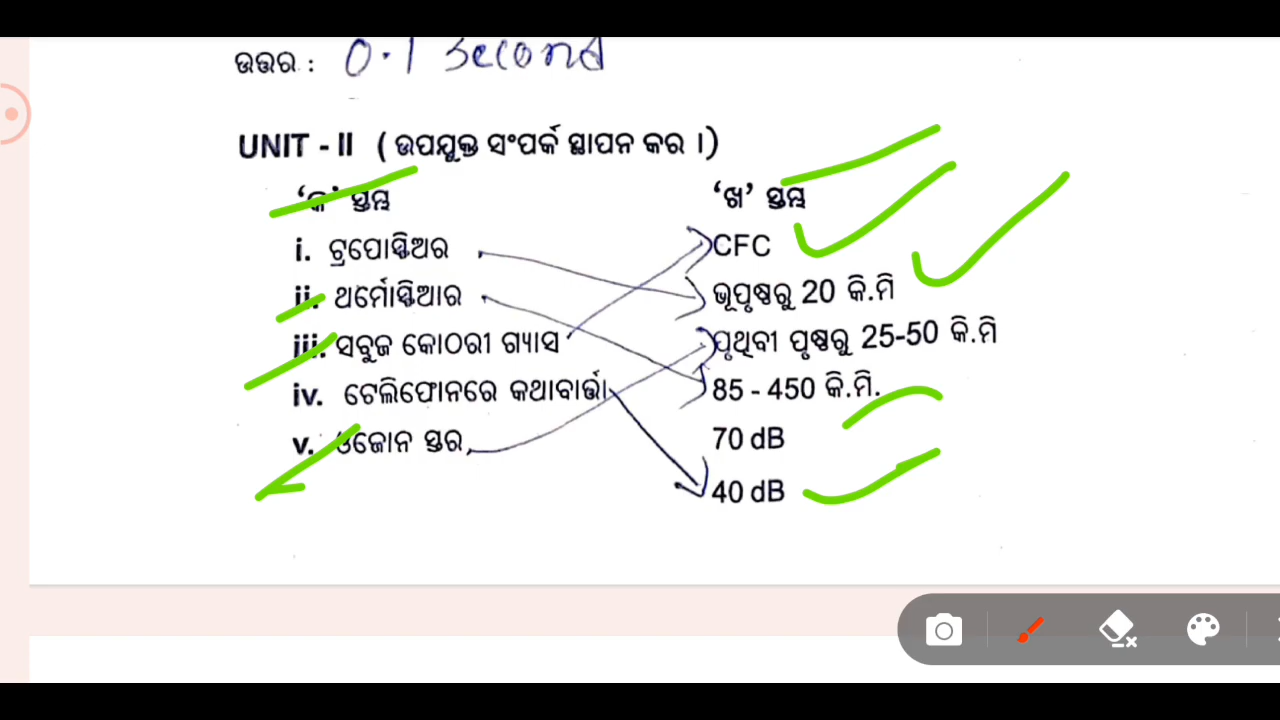 ଉତ୍ତର : 0.1 second
UNIT - II ( ଉପଯୁକ୍ତ ସଂପର୍କ ସ୍ଥାପନ କର ।)
‘କ’ ସ୍ତମ୍ଭ ‘ଖ’ ସ୍ତମ୍ଭ
i. ଟ୍ରପୋସ୍ଫିଅର CFC
ii. ଥର୍ମୋସ୍ଫିଆର ଭୂପୃଷ୍ଠରୁ 20 କି.ମି
iii. ସବୁଜ କୋଠରୀ ଗ୍ୟାସ ପୃଥିବୀ ପୃଷ୍ଠରୁ 25-50 କି.ମି
iv. ଟେଲିଫୋନରେ କଥାବାର୍ତ୍ତା 85 - 450 କି.ମି.
v. ଓଜୋନ ସ୍ତର 70 dB
40 dB